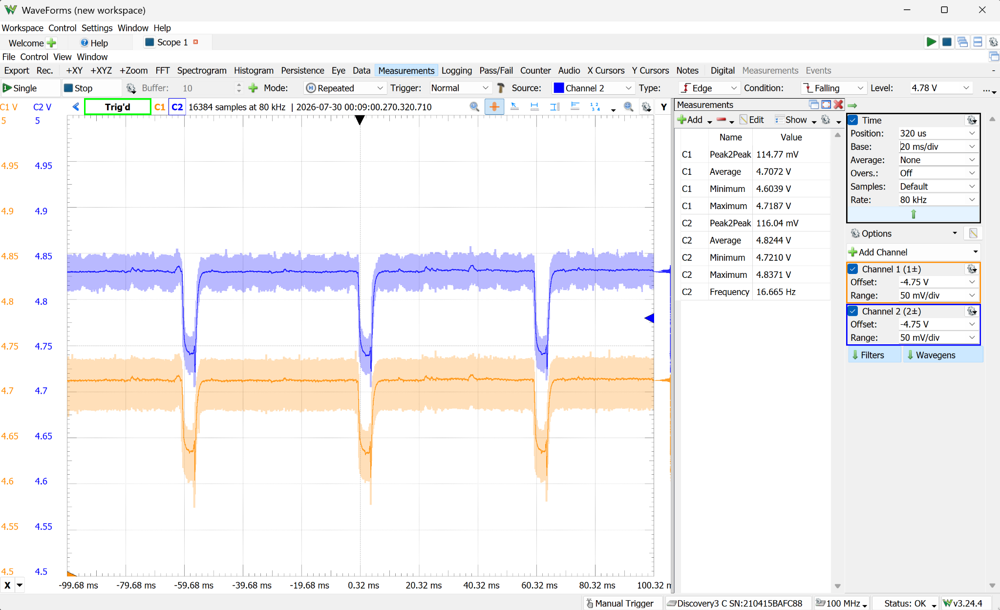 WaveForms (new workspace)
Workspace Control Settings Window Help
Welcome Help Scope 1
File Control View Window
Export Rec. +XY +XYZ +Zoom FFT Spectrogram Histogram Persistence Eye Data Measurements Logging Pass/Fail Counter Audio X Cursors Y Cursors Notes Digital Measurements Events
Single Stop Buffer: 10 Mode: Repeated Trigger: Normal Source: Channel 2 Type: Edge Condition: Falling Level: 4.78 V ...
C1 V C2 V Trig'd C1 C2 16384 samples at 80 kHz | 2026-07-30 00:09:00.270.320.710 Y
5 5
4.95 4.95
4.9 4.9
4.85 4.85
4.8 4.8
4.75 4.75
4.7 4.7
4.65 4.65
4.6 4.6
4.55 4.55
4.5 4.5
X -99.68 ms -79.68 ms -59.68 ms -39.68 ms -19.68 ms 0.32 ms 20.32 ms 40.32 ms 60.32 ms 80.32 ms 100.32 m
Measurements
Add Edit Show
Name Value
C1 Peak2Peak 114.77 mV
C1 Average 4.7072 V
C1 Minimum 4.6039 V
C1 Maximum 4.7187 V
C2 Peak2Peak 116.04 mV
C2 Average 4.8244 V
C2 Minimum 4.7210 V
C2 Maximum 4.8371 V
C2 Frequency 16.665 Hz
Time
Position: 320 us
Base: 20 ms/div
Average: None
Overs.: Off
Samples: Default
Rate: 80 kHz
Options
Add Channel
Channel 1 (1±)
Offset: -4.75 V
Range: 50 mV/div
Channel 2 (2±)
Offset: -4.75 V
Range: 50 mV/div
Filters Wavegens
Manual Trigger Discovery3 C SN:210415BAFC88 100 MHz Status: OK v3.24.4